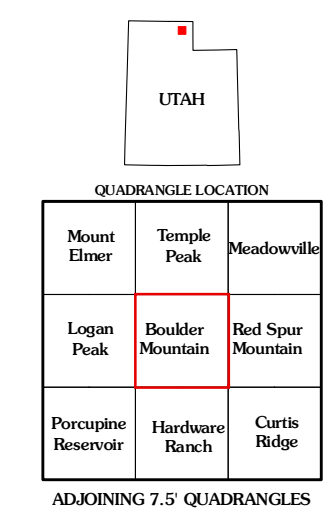 UTAH
QUADRANGLE LOCATION
Mount
Elmer
Temple
Peak
Meadowville
Logan
Peak
Boulder
Mountain
Red Spur
Mountain
Porcupine
Reservoir
Hardware
Ranch
Curtis
Ridge
ADJOINING 7.5' QUADRANGLES